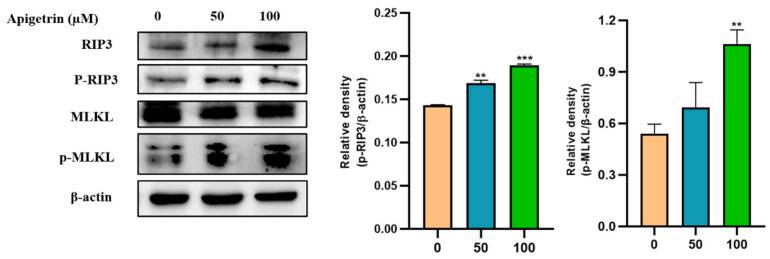 Apigetrin (µM) 0 50 100
RIP3
P-RIP3
MLKL
p-MLKL
β-actin
Relative density
(p-RIP3/β-actin)
0.25
0.20
0.15
0.10
0.05
0.00
**
***
0 50 100
Relative density
(p-MLKL/β-actin)
1.2
0.9
0.6
0.3
0.0
**
0 50 100